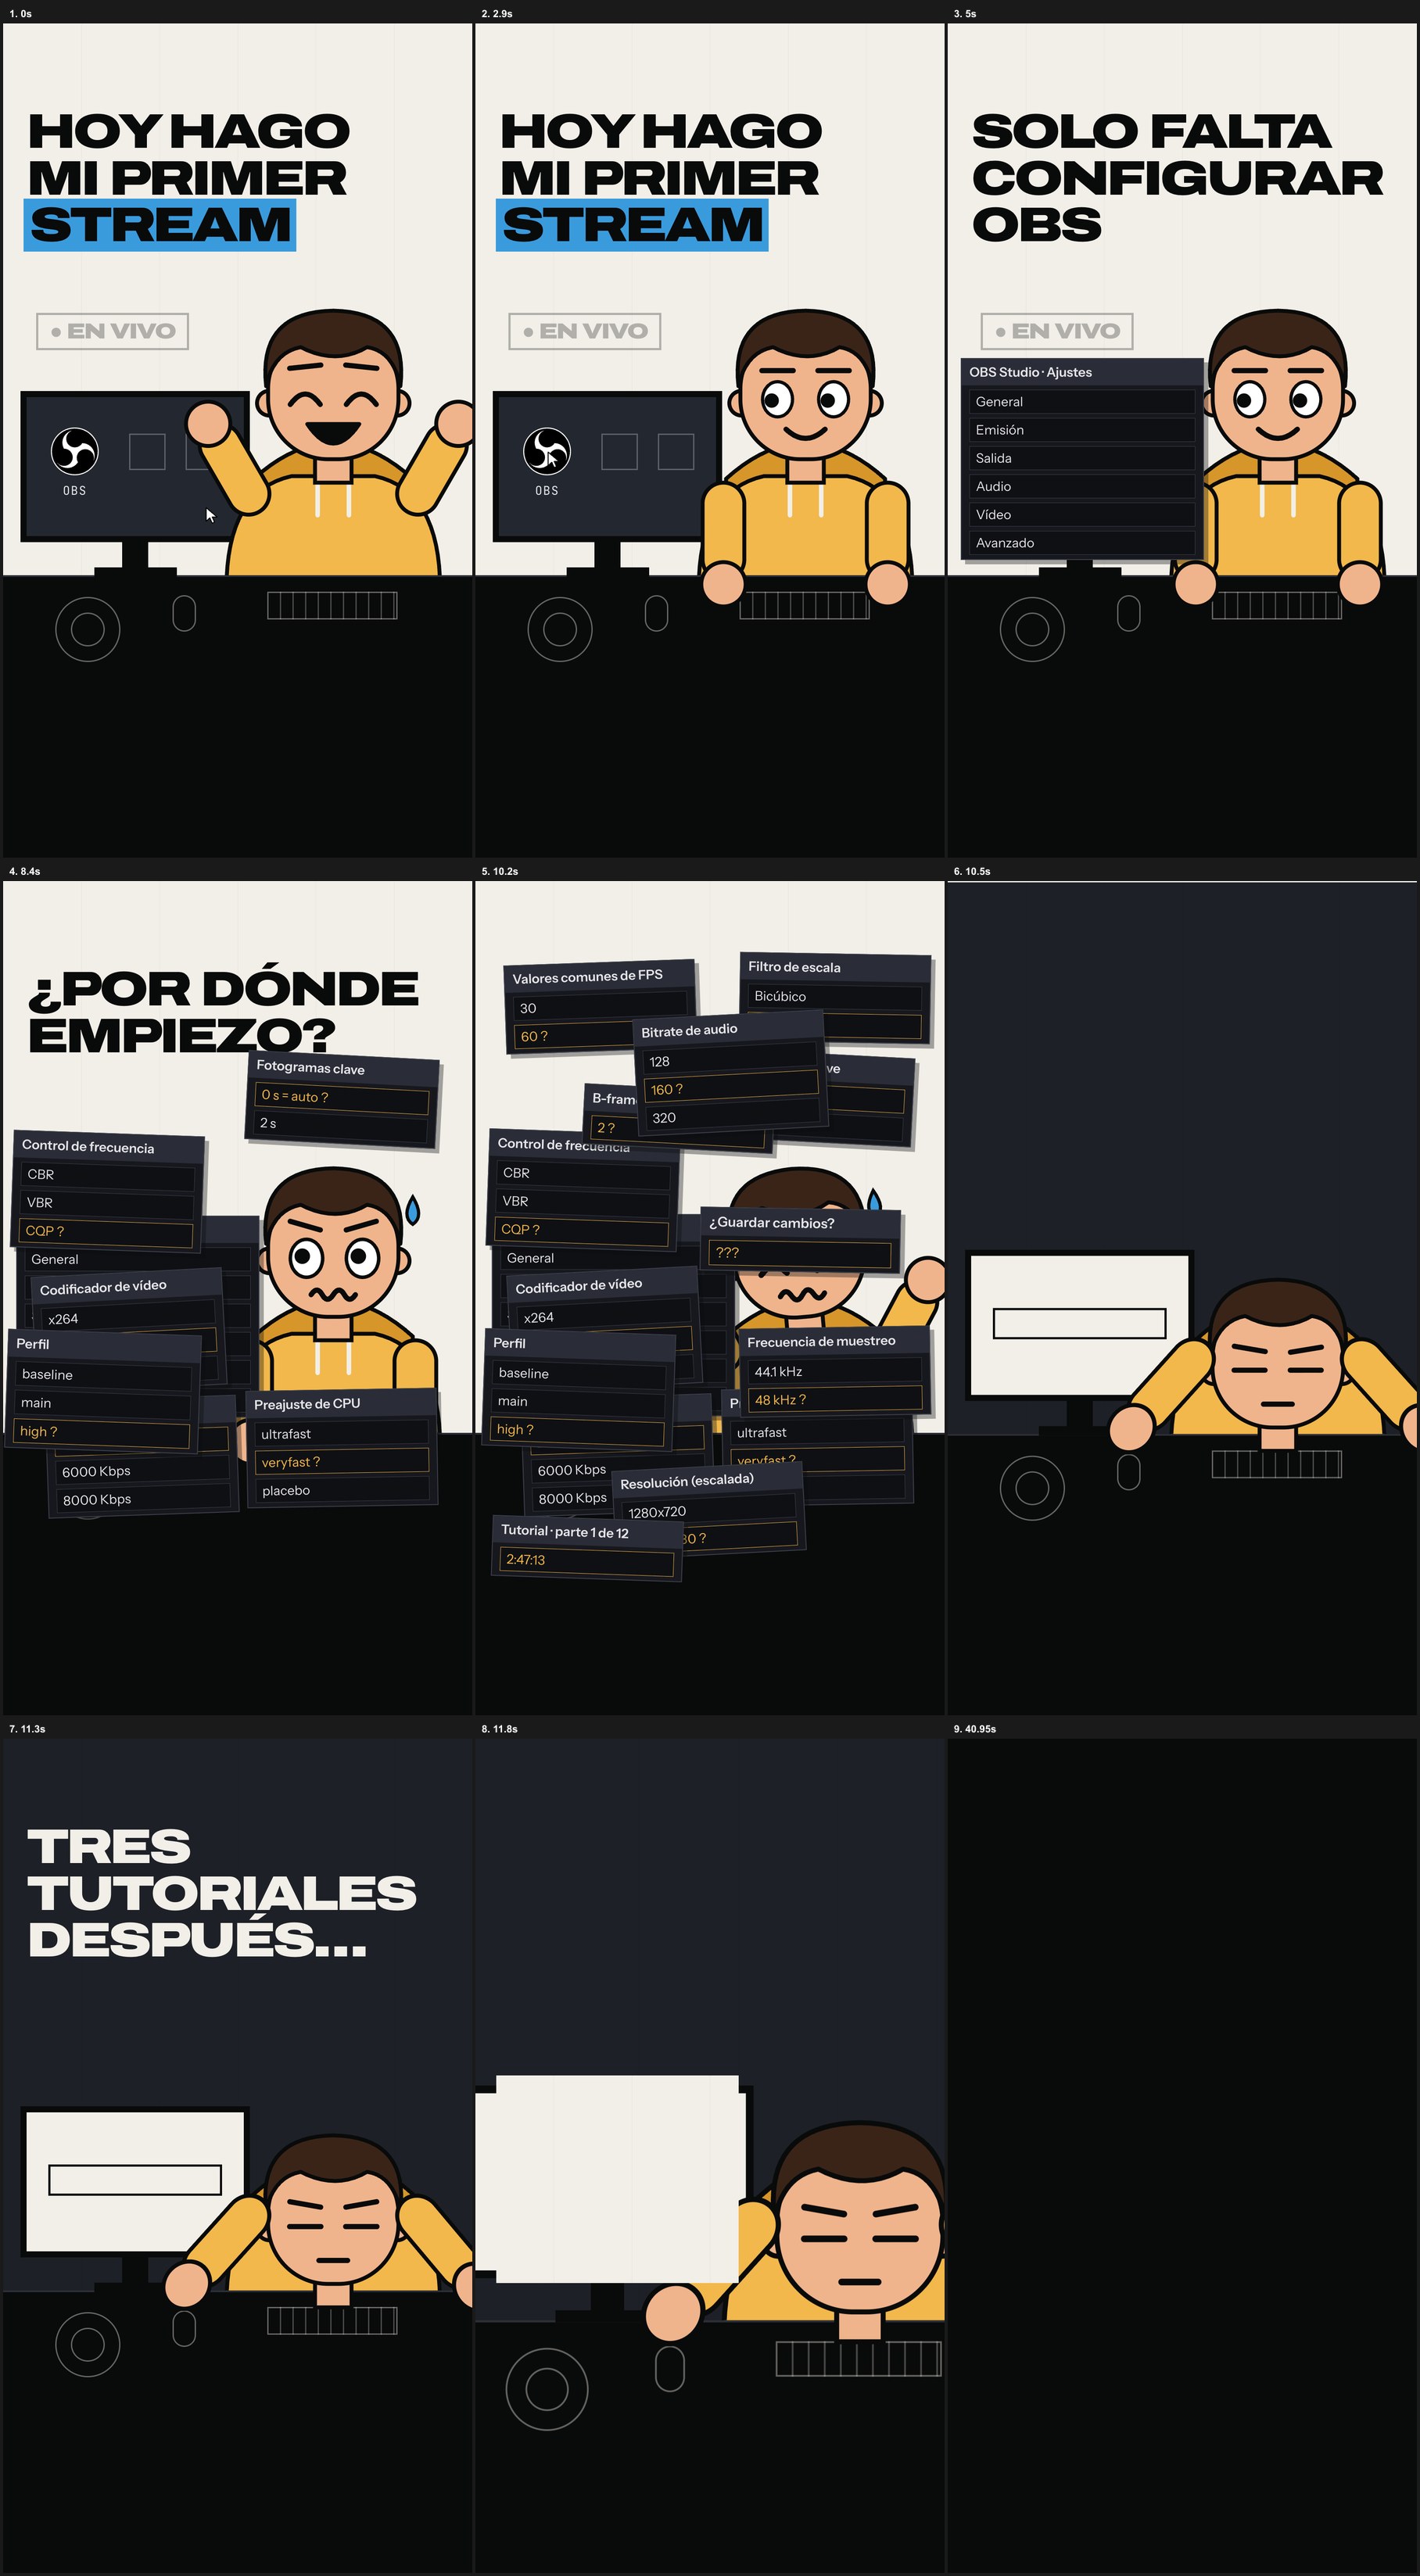 1. 0s
HOY HAGO
MI PRIMER
STREAM
• EN VIVO
OBS
2. 2.9s
HOY HAGO
MI PRIMER
STREAM
• EN VIVO
OBS
3. 5s
SOLO FALTA
CONFIGURAR
OBS
• EN VIVO
OBS Studio · Ajustes
General
Emisión
Salida
Audio
Vídeo
Avanzado
4. 8.4s
¿POR DÓNDE
EMPIEZO?
Fotogramas clave
0 s = auto ?
2 s
Control de frecuencia
CBR
VBR
CQP ?
General
Codificador de vídeo
x264
Perfil
baseline
main
high ?
6000 Kbps
8000 Kbps
Preajuste de CPU
ultrafast
veryfast ?
placebo
5. 10.2s
Valores comunes de FPS
30
60 ?
Filtro de escala
Bicúbico
Bitrate de audio
128
160 ?
320
ve
B-fram
2 ?
Control de frecuencia
CBR
VBR
CQP ?
General
¿Guardar cambios?
???
Codificador de vídeo
x264
Perfil
baseline
main
high ?
Frecuencia de muestreo
44.1 kHz
48 kHz ?
Pr
ultrafast
veryfast ?
6000 Kbps
8000 Kbps
Resolución (escalada)
1280x720
80 ?
Tutorial · parte 1 de 12
2:47:13
6. 10.5s
7. 11.3s
TRES
TUTORIALES
DESPUÉS...
8. 11.8s
9. 40.95s